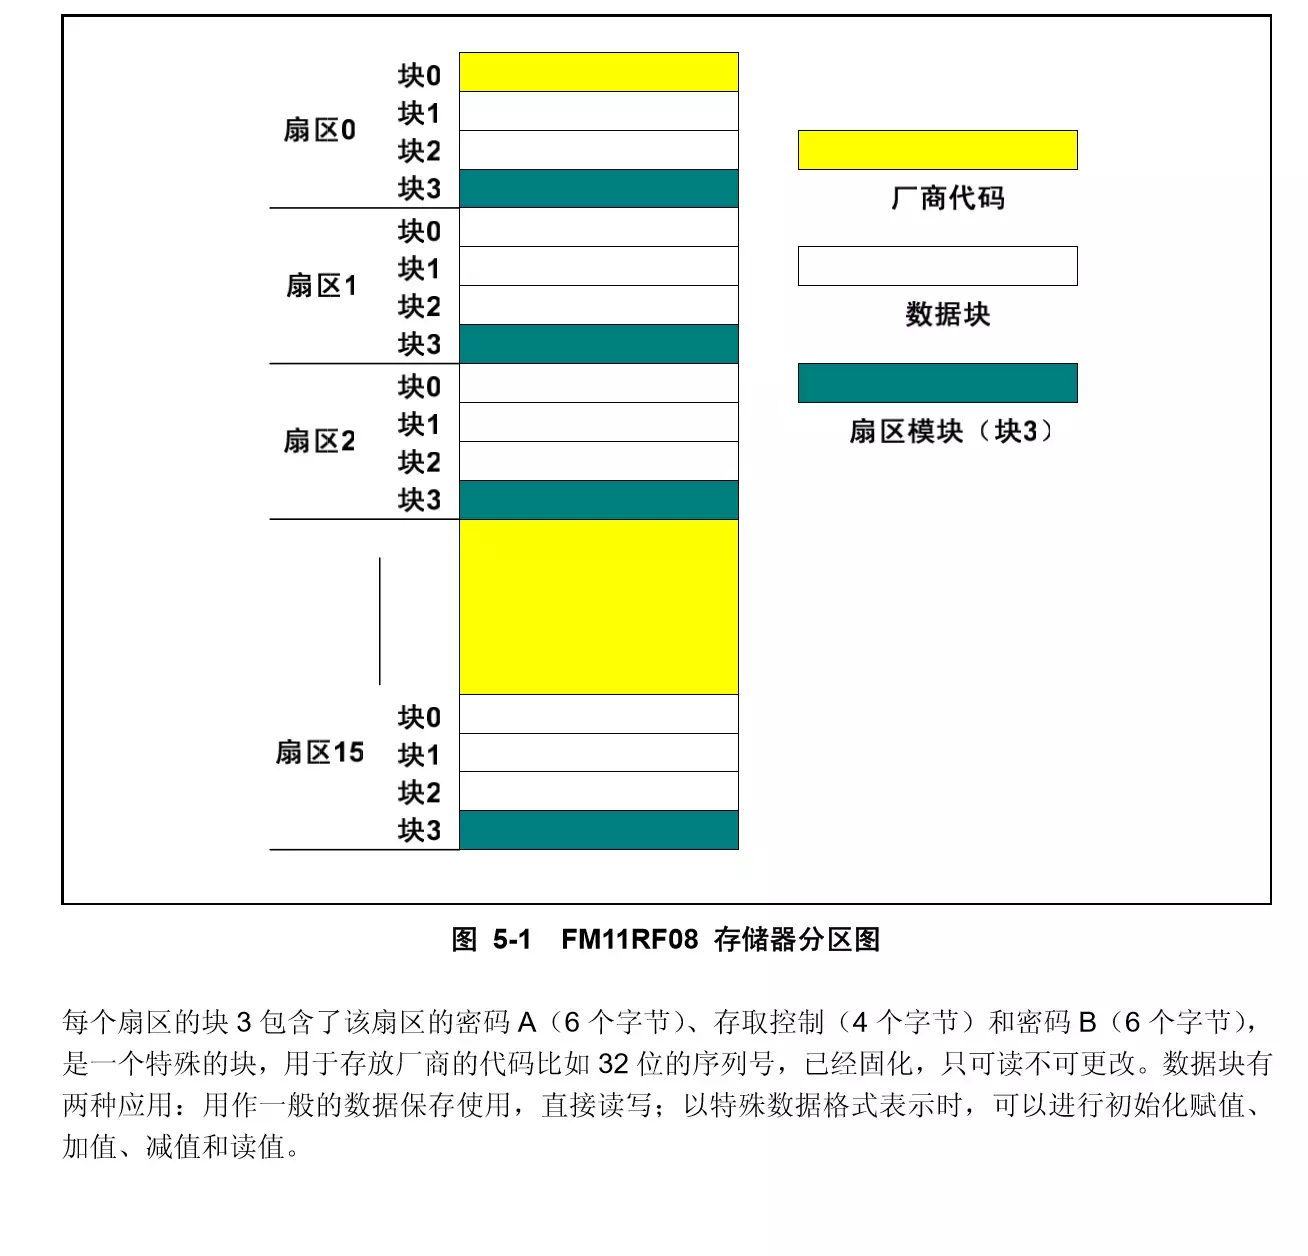 块0
块1
扇区0
块2
块3
块0
块1
扇区1
块2
块3
块0
块1
扇区2
块2
块3
块0
扇区15
块1
块2
块3
厂商代码
数据块
扇区模块（块3）
图 5-1 FM11RF08 存储器分区图
每个扇区的块 3 包含了该扇区的密码 A（6 个字节）、存取控制（4 个字节）和密码 B（6 个字节），
是一个特殊的块，用于存放厂商的代码比如 32 位的序列号，已经固化，只可读不可更改。数据块有
两种应用：用作一般的数据保存使用，直接读写；以特殊数据格式表示时，可以进行初始化赋值、
加值、减值和读值。